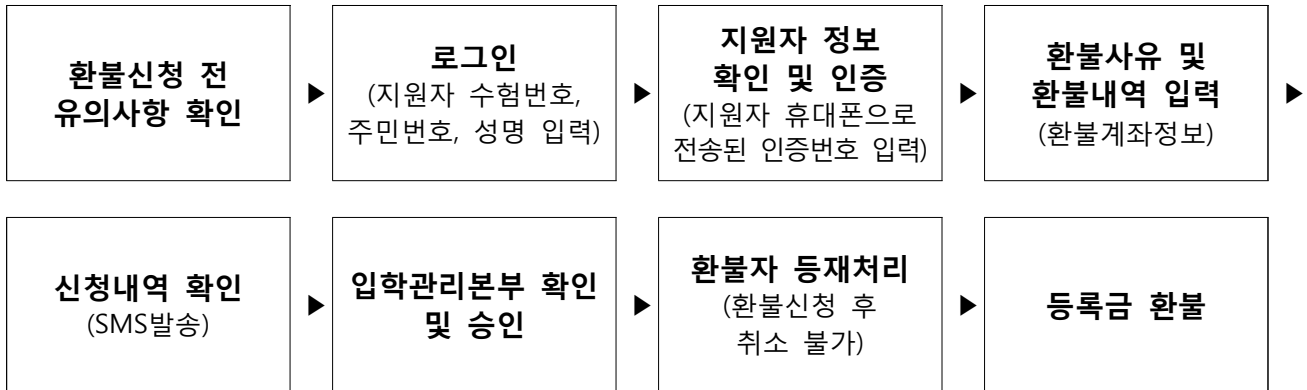 환불신청 전
유의사항 확인
▶
로그인
(지원자 수험번호,
주민번호, 성명 입력)
▶
지원자 정보
확인 및 인증
(지원자 휴대폰으로
전송된 인증번호 입력)
▶
환불사유 및
환불내역 입력
(환불계좌정보)
▶
신청내역 확인
(SMS발송)
▶
입학관리본부 확인
및 승인
▶
환불자 등재처리
(환불신청 후
취소 불가)
▶
등록금 환불